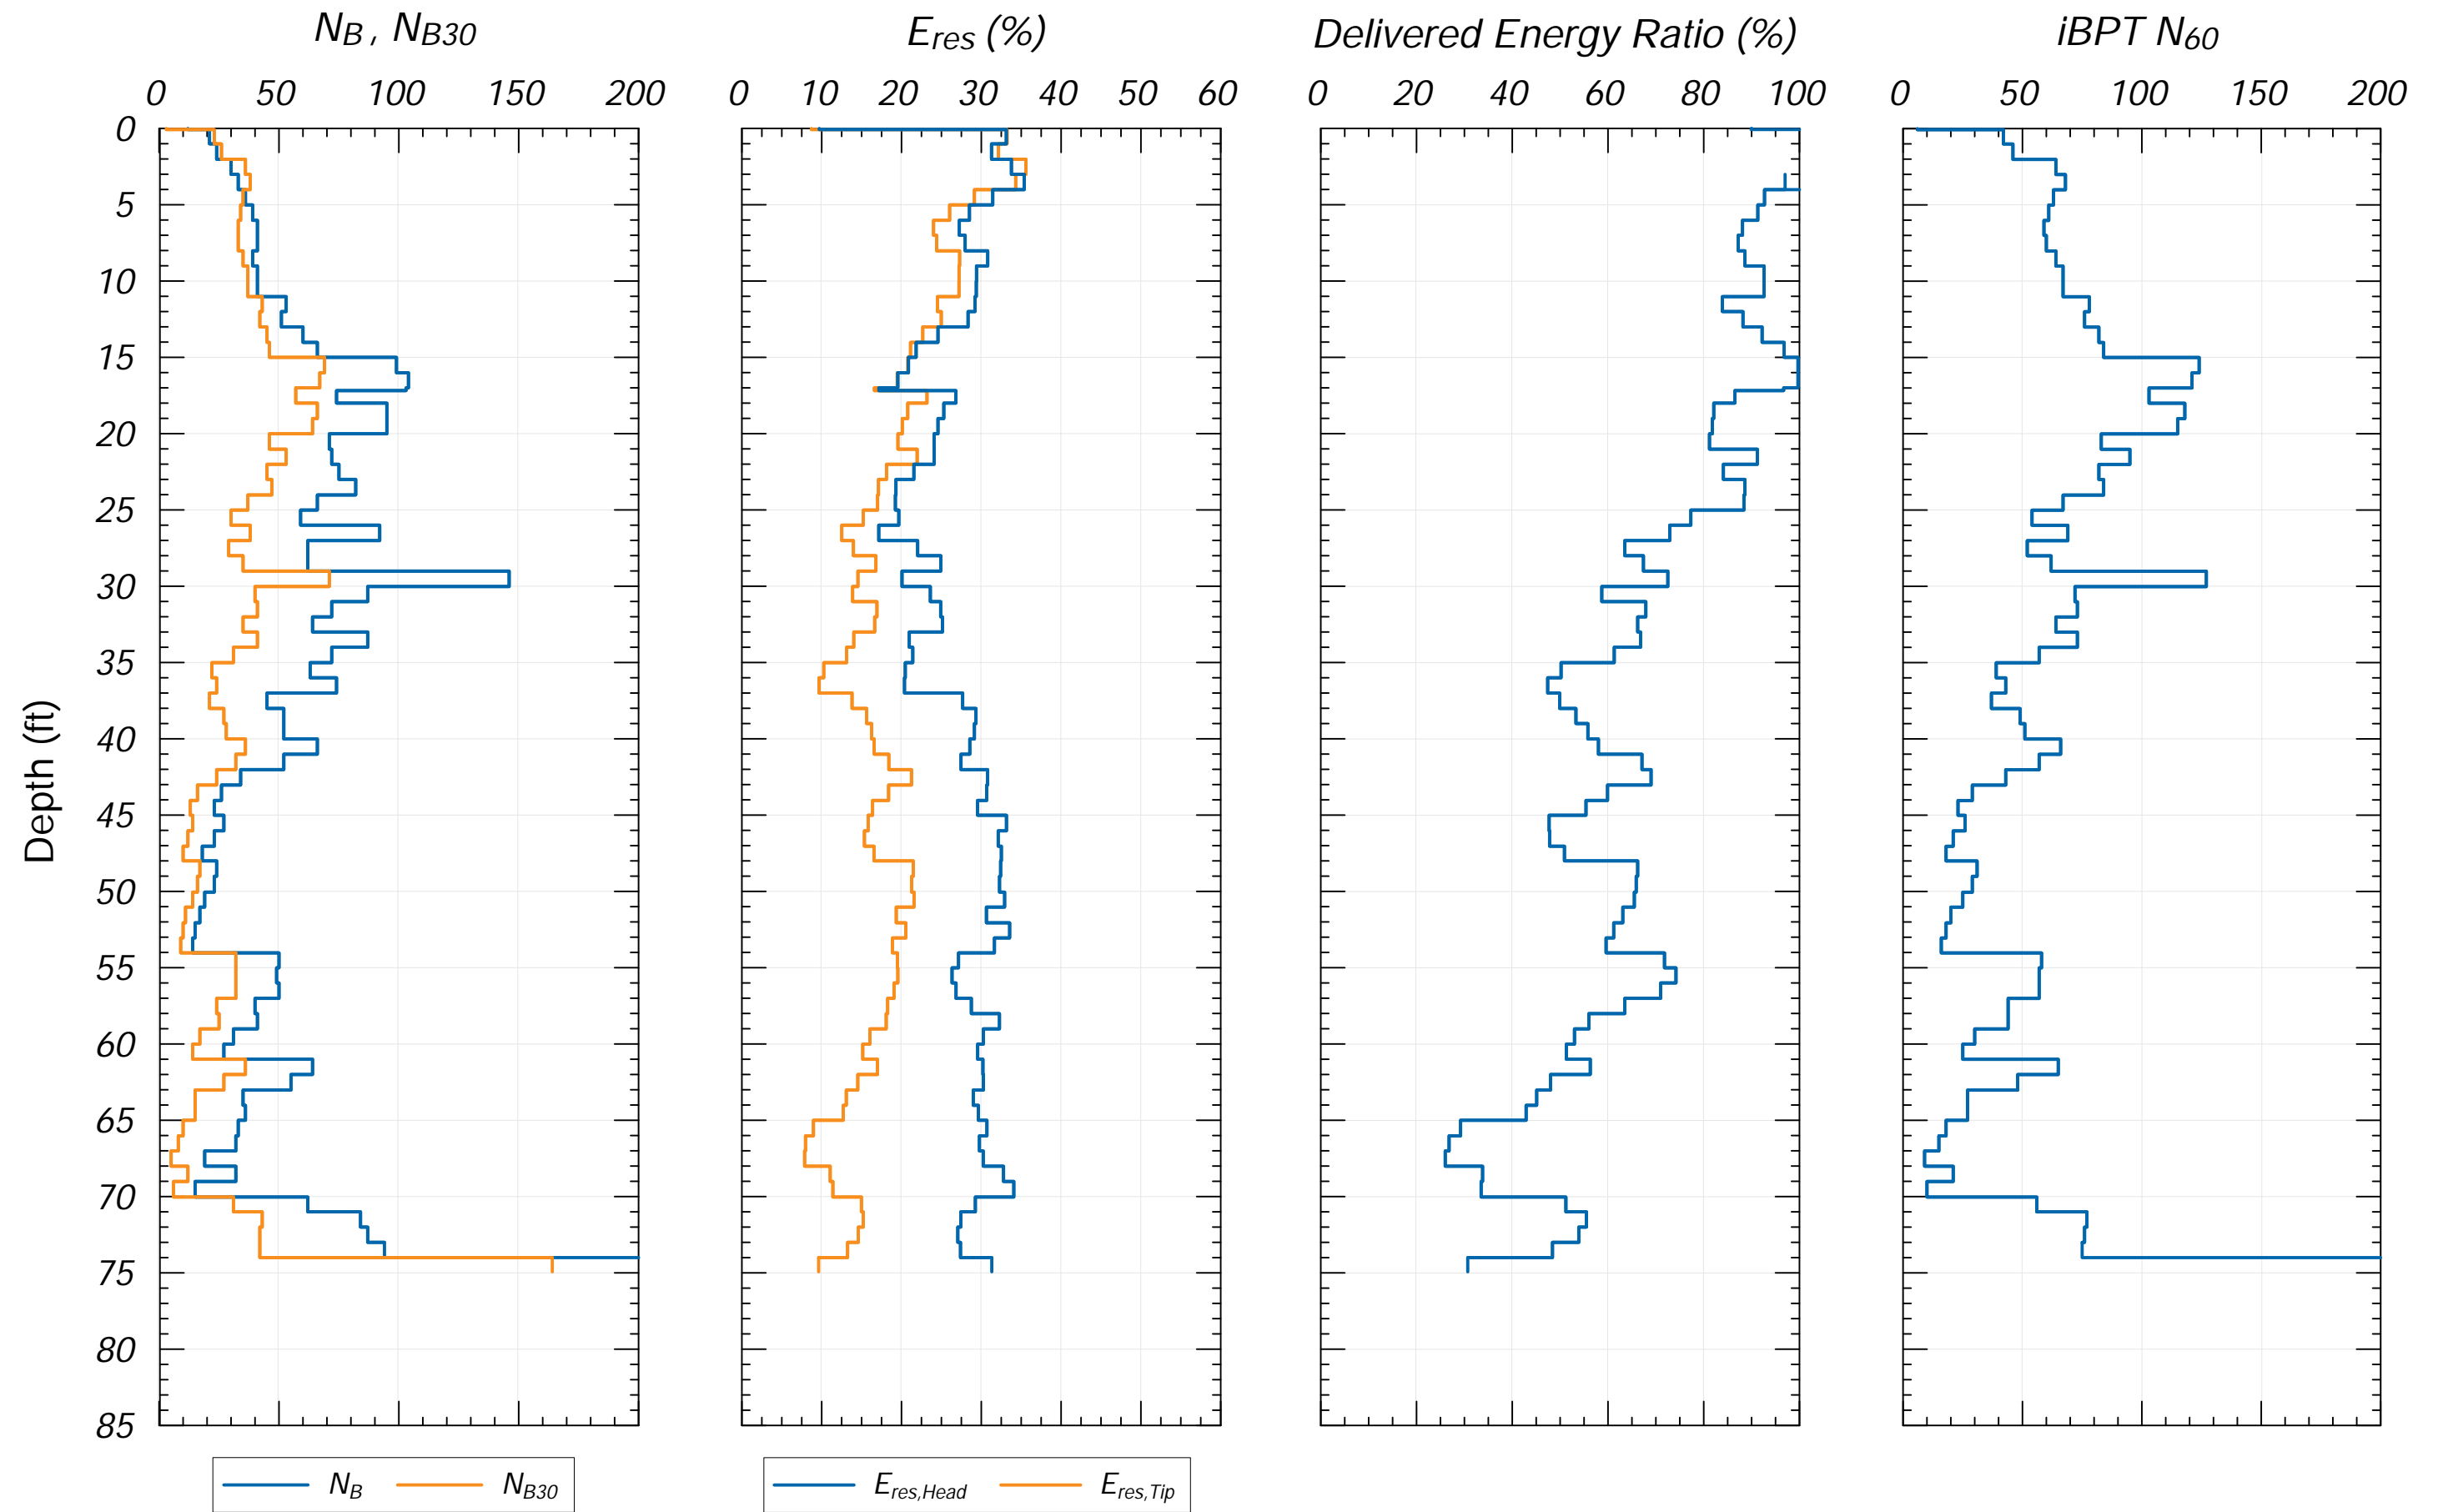 N_B , N_B30
E_res (%)
Delivered Energy Ratio (%)
iBPT N_60
0 50 100 150 200
0 10 20 30 40 50 60
0 20 40 60 80 100
0 50 100 150 200
0
5
10
15
20
25
30
35
40
45
50
55
60
65
70
75
80
85
Depth (ft)
N_B N_B30
E_res,Head E_res,Tip